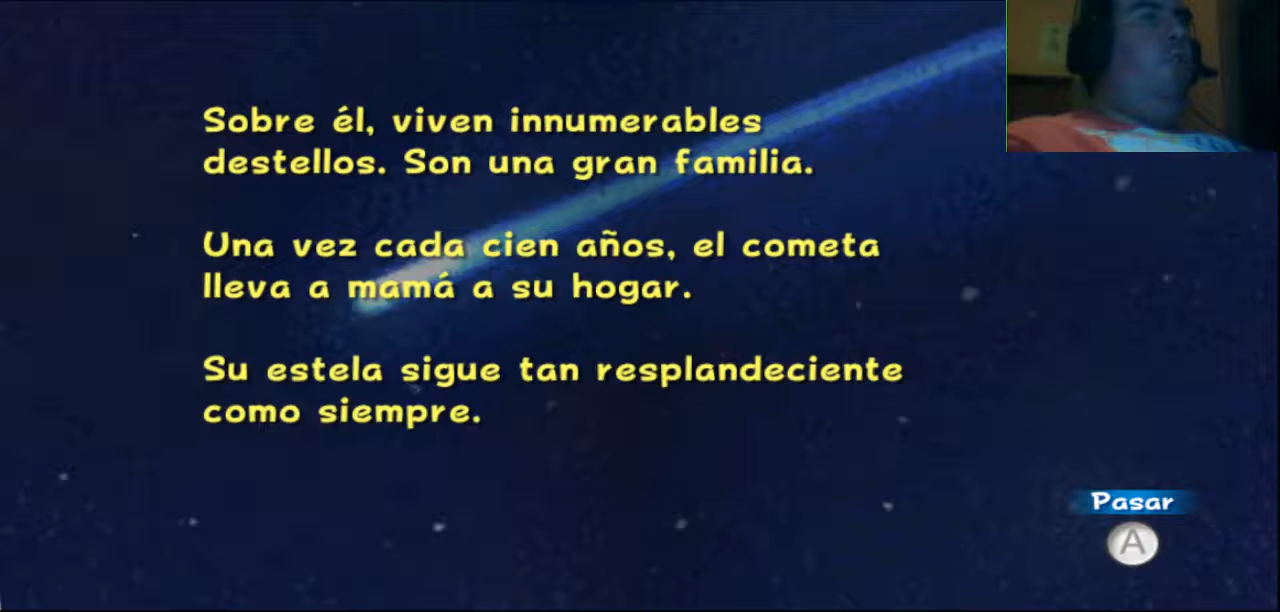 Sobre él, viven innumerables
destellos. Son una gran familia.
Una vez cada cien años, el cometa
lleva a mamá a su hogar.
Su estela sigue tan resplandeciente
como siempre.
Pasar
A